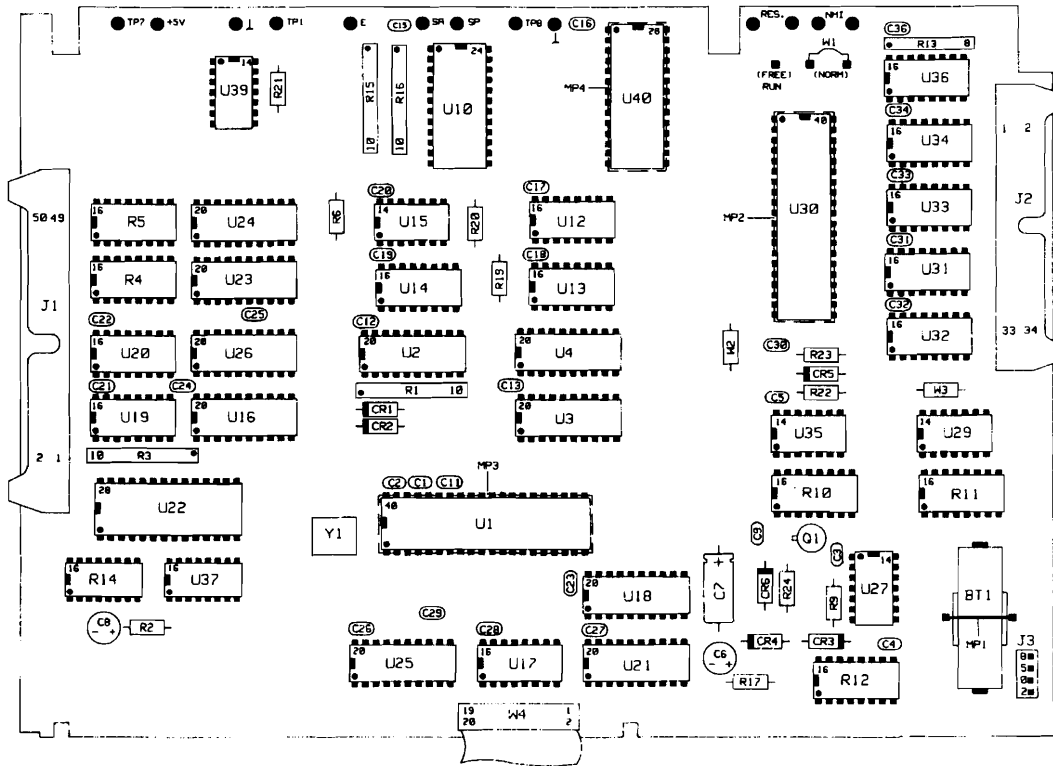 TP7 +5V TP1 E C15 SA SP TP8 C16 RES. NMI C36
W1
R13 8
14 U39 R21 R15 10 R16 10 24 U10 28 U40 MP4
(FREE) RUN (NORM)
16 U36
C34
16 U34
1 2
40 U30 MP2
C33
16 U33
J2
C31
16 U31
C32
16 U32
33 34
50 49
J1
2 1
16 R5 20 U24 R6 C20 14 U15 R20 C17 16 U12
16 R4 20 U23 C19 16 U14 R19 C18 16 U13
C22 C25 C12
16 U20 20 U26 20 U2 20 U4 W2 C30
R23
CR5
R22
W3
C21 C24 R1 10 C13 C5
16 U19 20 U16 CR1 20 U3 14 U35 14 U29
CR2
10 R3
MP3
C2 C1 C11
28 U22 Y1 40 U1 16 R10 16 R11
C9 Q1 C3
16 R14 16 U37 C23 20 U18 + C7 CR6 R24 R9 14 U27 BT1
C8 - + R2 C29
C26 C28 C27 C6 - + CR4 CR3 C4 MP1 J3
20 U25 16 U17 20 U21 R17 16 R12
8
5
0
2
19 W4 1
20 2